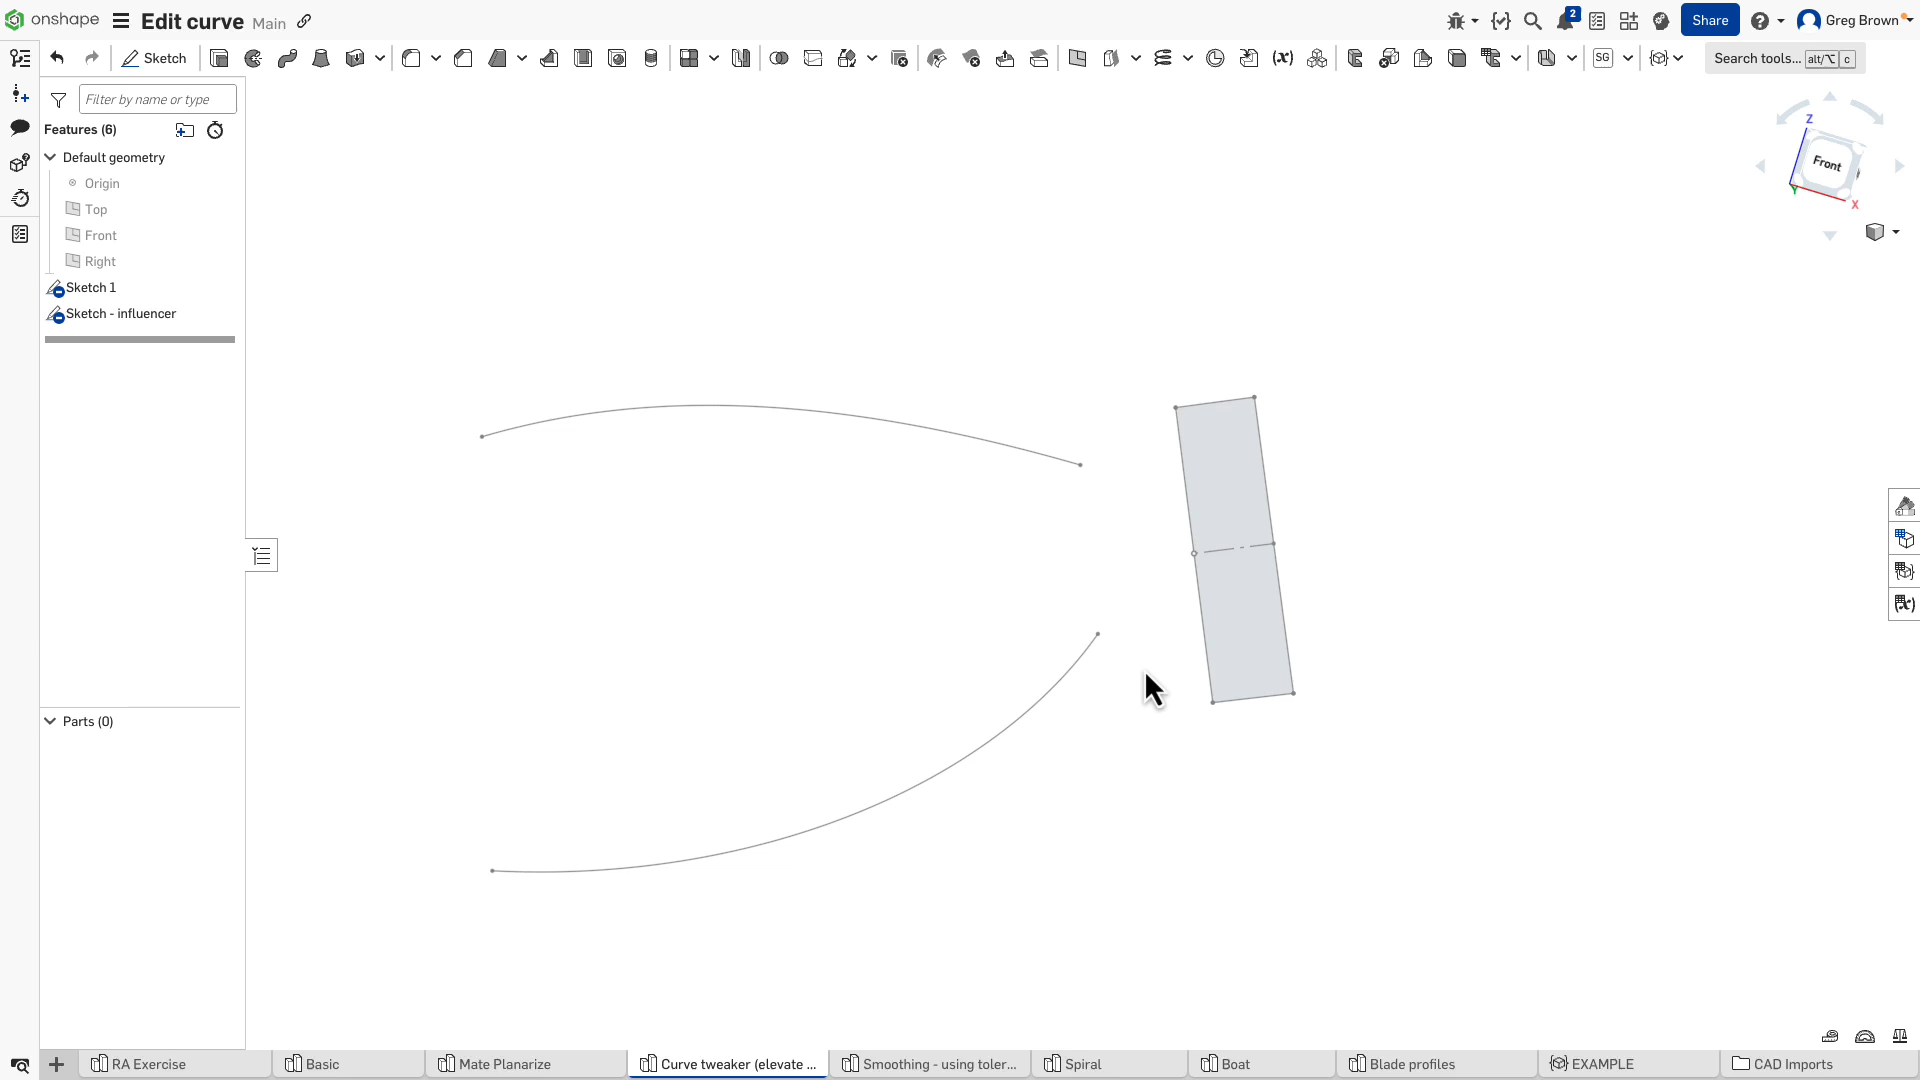 onshape Edit curve Main 2 Share Greg Brown
Sketch SG Search tools... alt/⌥ c
Filter by name or type
Features (6)
Default geometry
Origin
Top
Front
Right
Sketch 1
Sketch - influencer
Parts (0)
Z
Front
Y
X
RA Exercise Basic Mate Planarize Curve tweaker (elevate ... Smoothing - using toler... Spiral Boat Blade profiles EXAMPLE CAD Imports